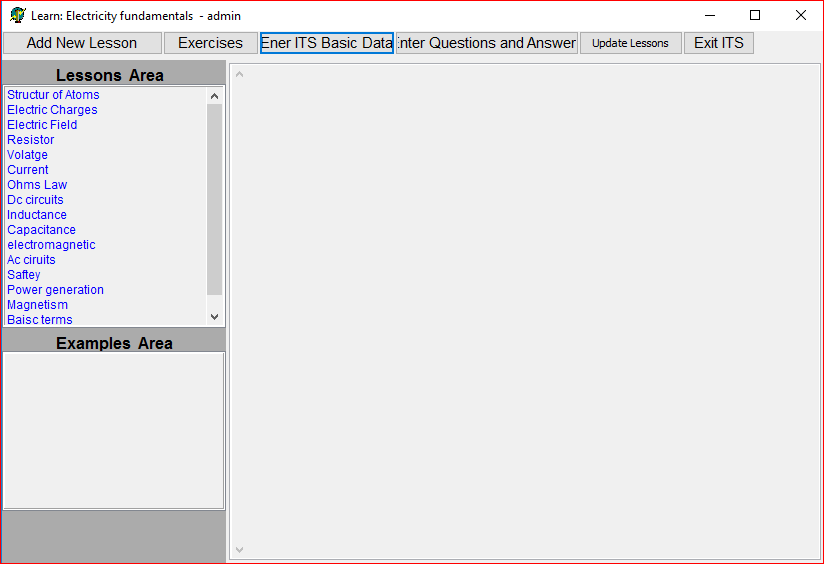 Learn: Electricity fundamentals - admin
Add New Lesson Exercises Ener ITS Basic Data nter Questions and Answer Update Lessons Exit ITS
Lessons Area
Structur of Atoms
Electric Charges
Electric Field
Resistor
Volatge
Current
Ohms Law
Dc circuits
Inductance
Capacitance
electromagnetic
Ac ciruits
Saftey
Power generation
Magnetism
Baisc terms
Examples Area